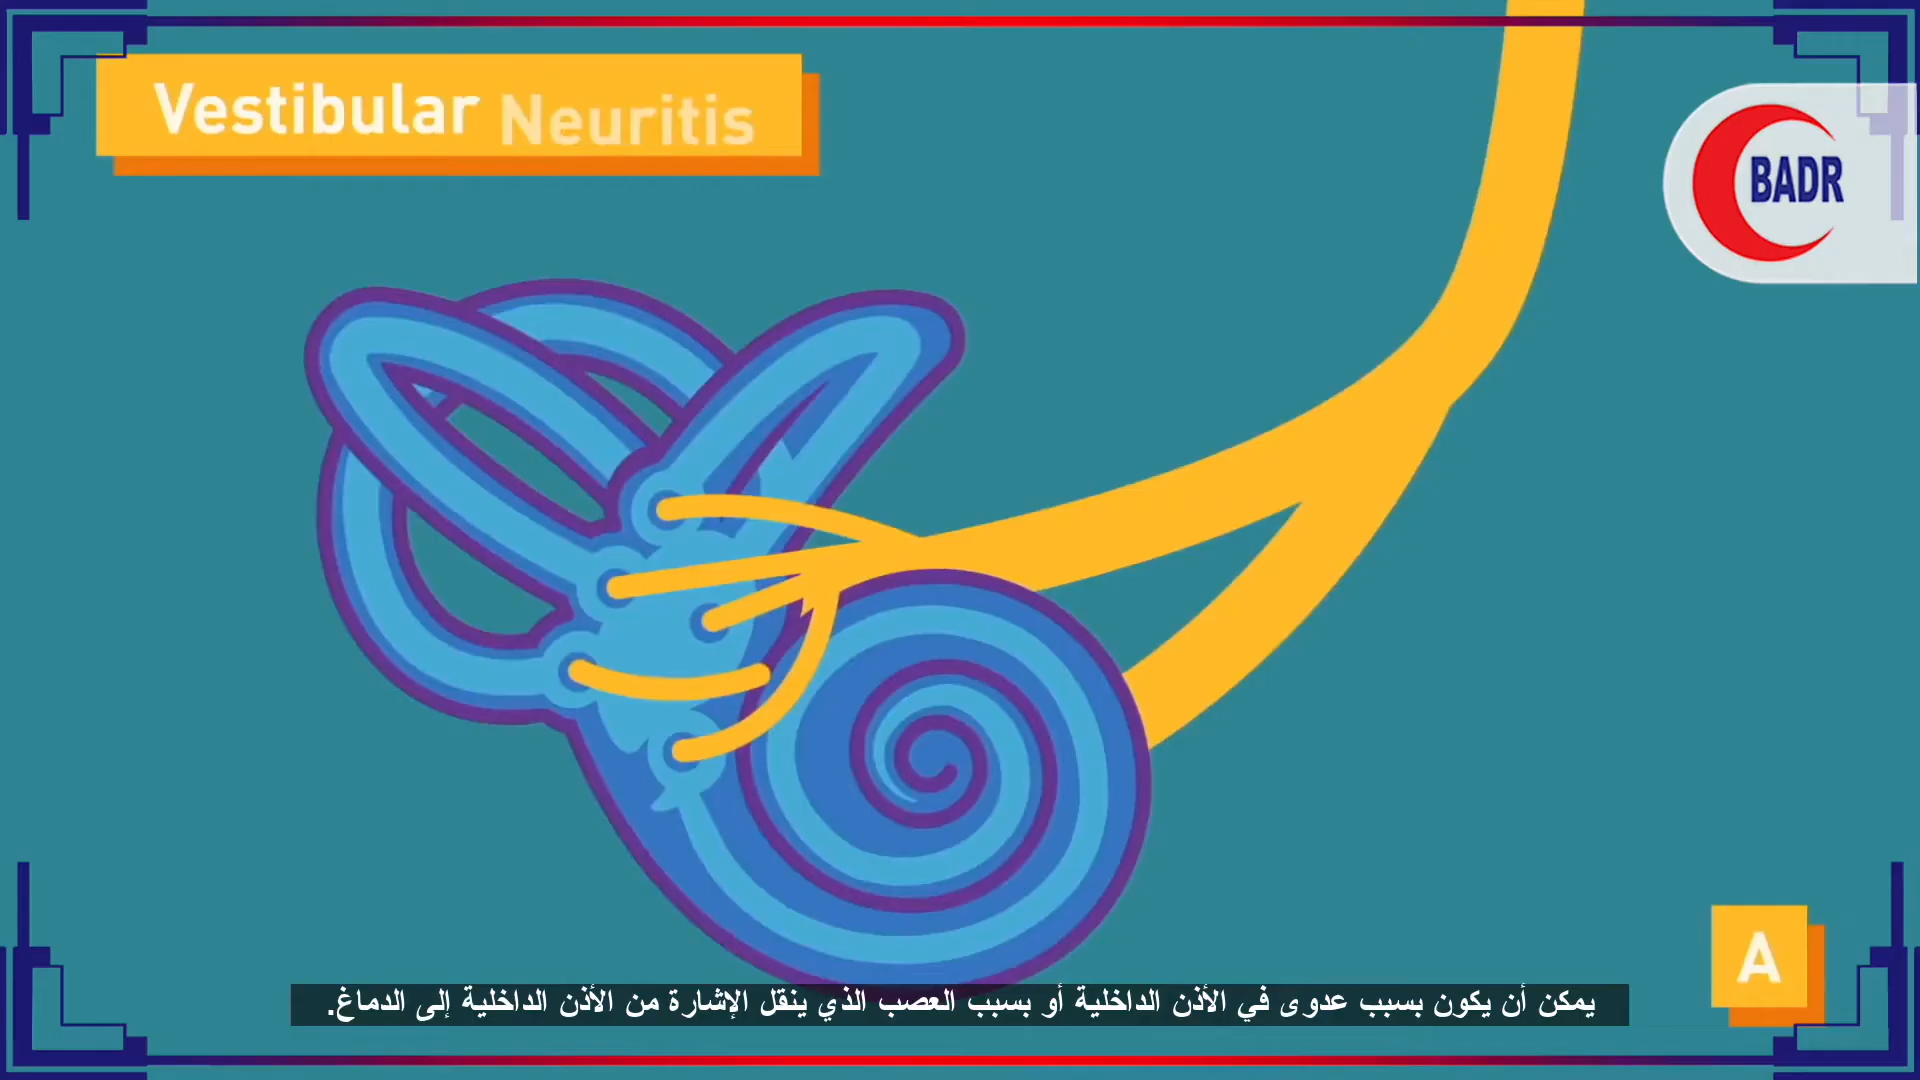 Vestibular Neuritis
BADR
A
يمكن أن يكون بسبب عدوى في الأذن الداخلية أو بسبب العصب الذي ينقل الإشارة من الأذن الداخلية إلى الدماغ.